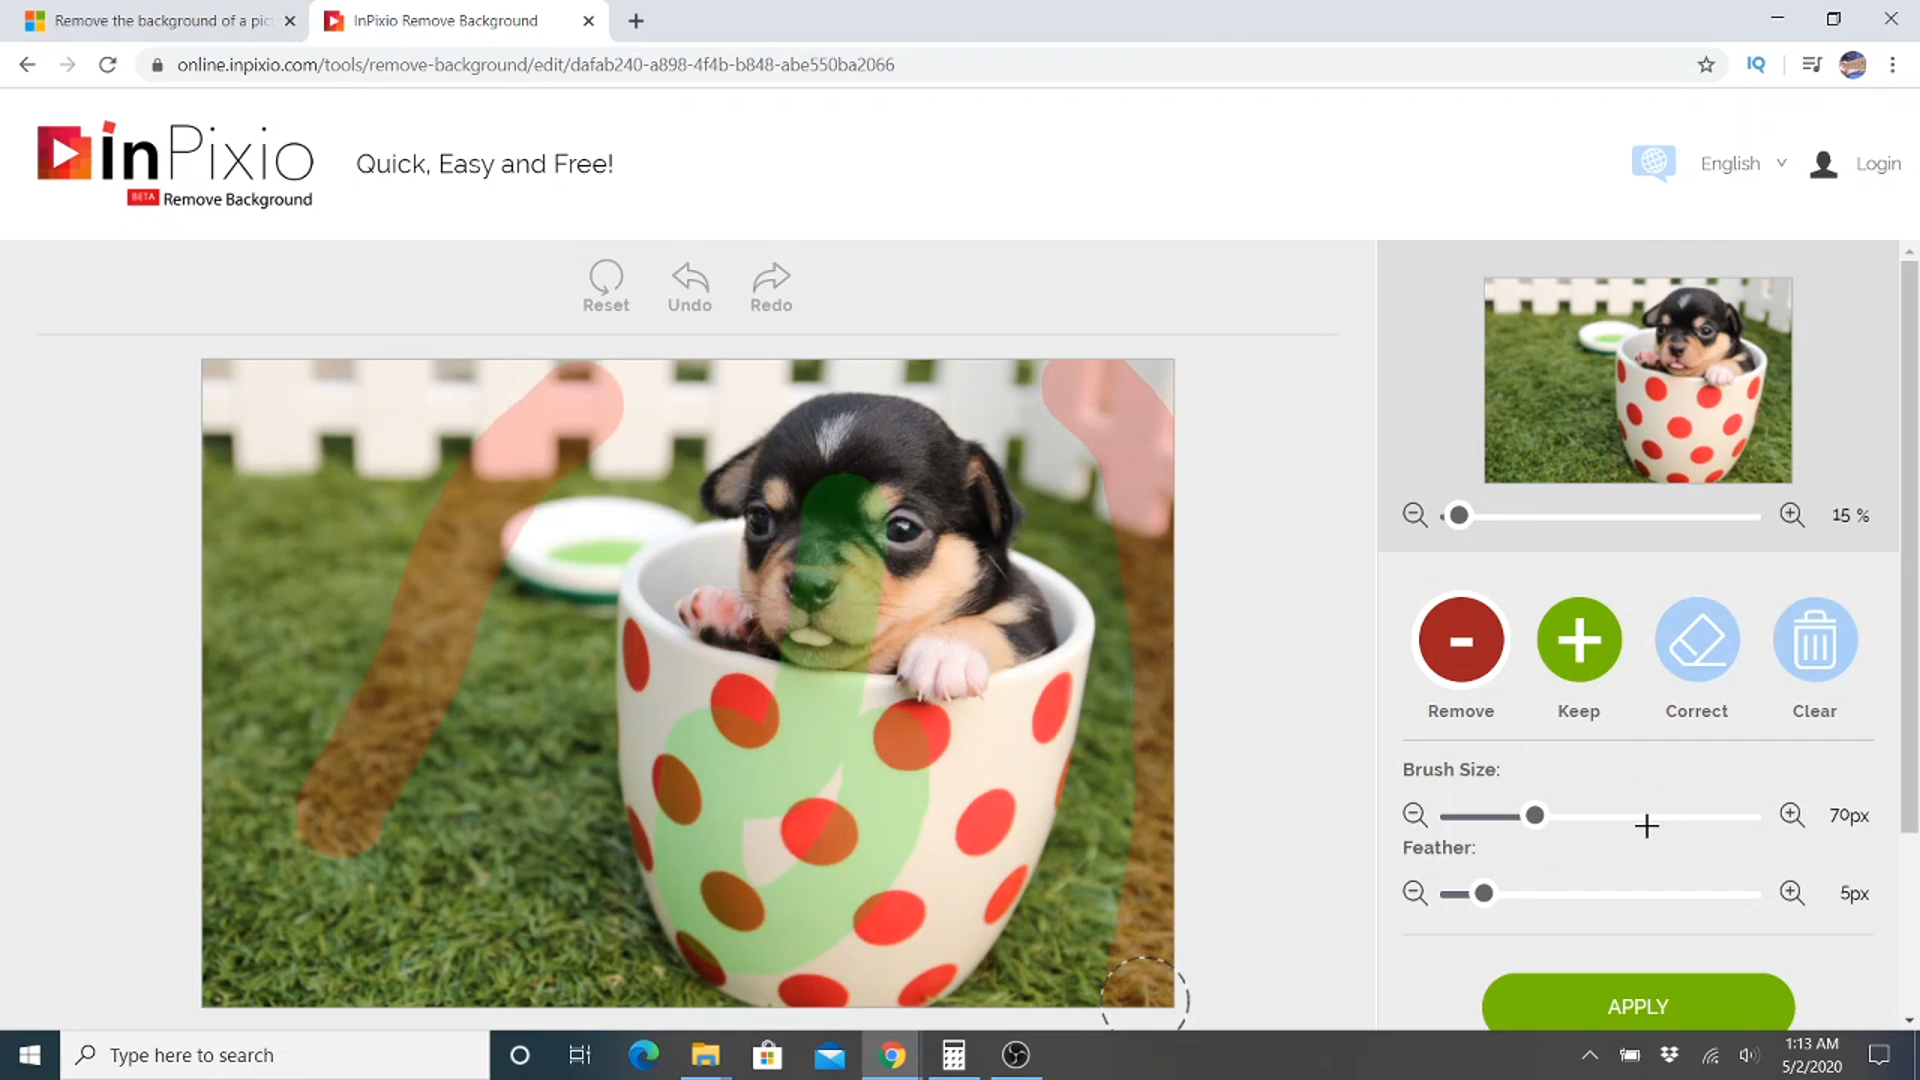 Remove the background of a pic
InPixio Remove Background
online.inpixio.com/tools/remove-background/edit/dafab240-a898-4f4b-b848-abe550ba2066
IQ
inPixio
BETA Remove Background
Quick, Easy and Free!
English
Login
Reset
Undo
Redo
15 %
Remove
Keep
Correct
Clear
Brush Size:
70px
Feather:
5px
APPLY
Type here to search
1:13 AM
5/2/2020